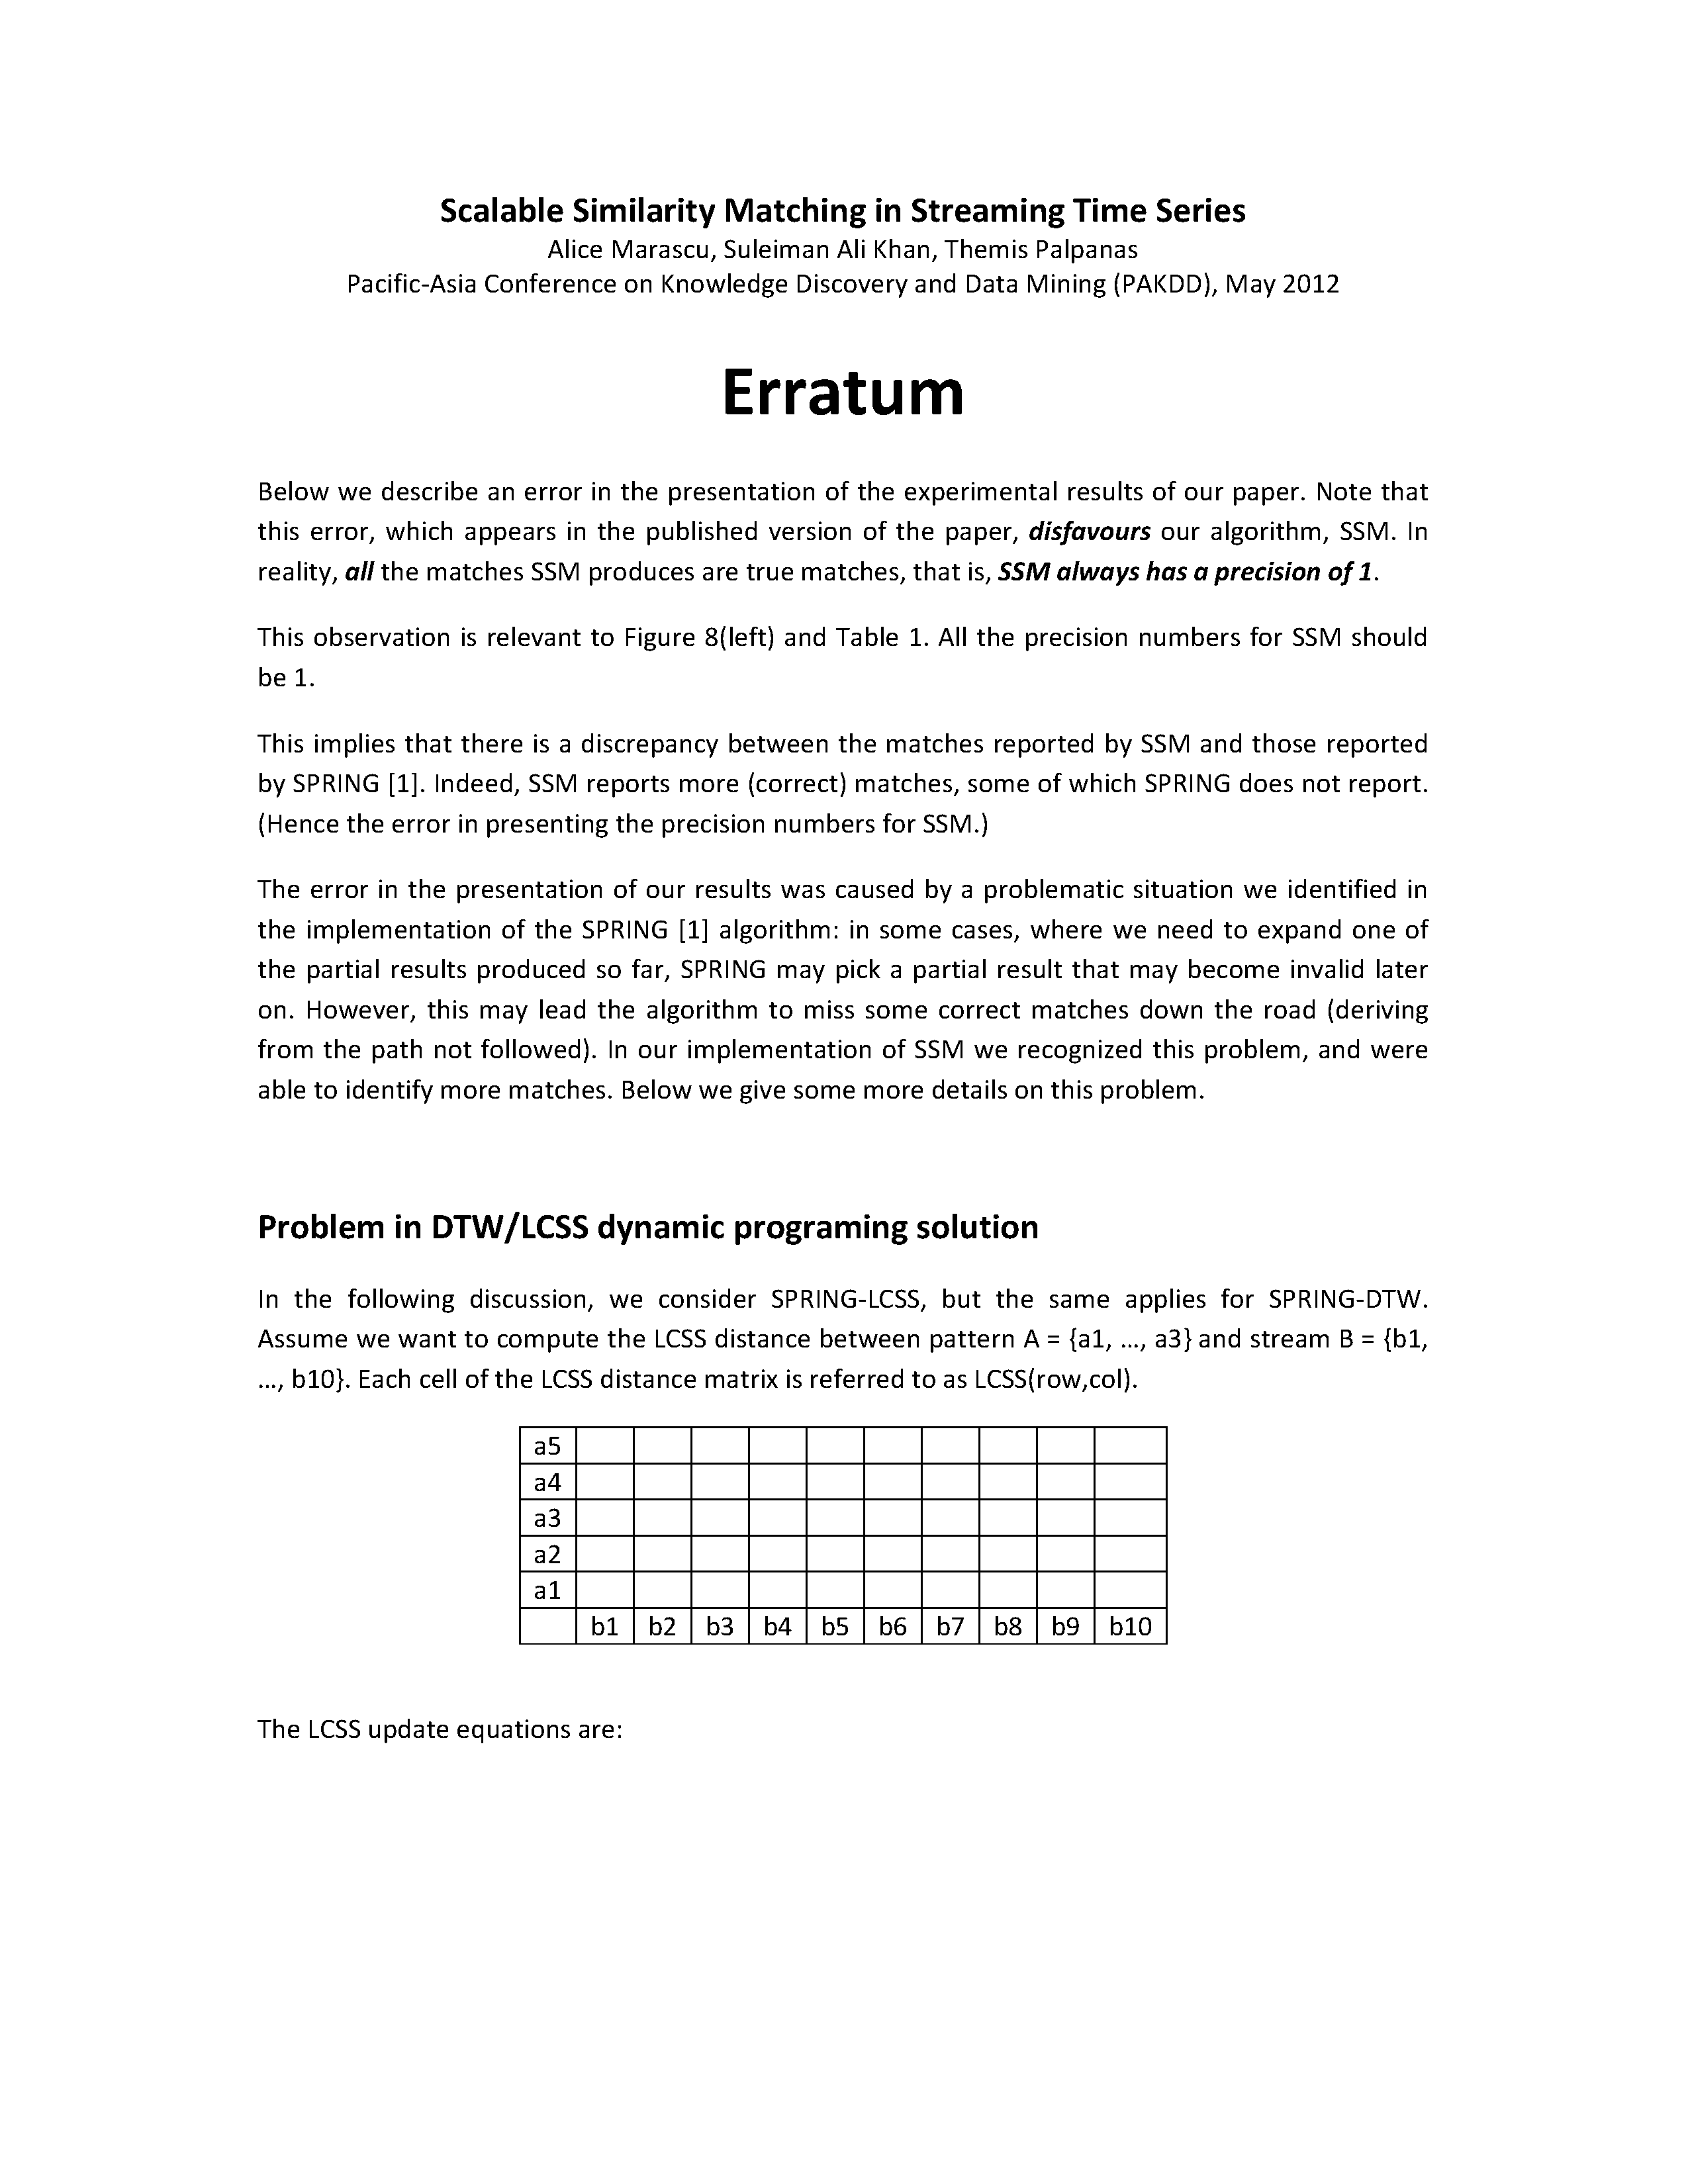 Scalable Similarity Matching in Streaming Time Series
Alice Marascu, Suleiman Ali Khan, Themis Palpanas
Pacific-Asia Conference on Knowledge Discovery and Data Mining (PAKDD), May 2012
Erratum
Below we describe an error in the presentation of the experimental results of our paper. Note that
this error, which appears in the published version of the paper, disfavours our algorithm, SSM. In
reality, all the matches SSM produces are true matches, that is, SSM always has a precision of 1.
This observation is relevant to Figure 8(left) and Table 1. All the precision numbers for SSM should
be 1.
This implies that there is a discrepancy between the matches reported by SSM and those reported
by SPRING [1]. Indeed, SSM reports more (correct) matches, some of which SPRING does not report.
(Hence the error in presenting the precision numbers for SSM.)
The error in the presentation of our results was caused by a problematic situation we identified in
the implementation of the SPRING [1] algorithm: in some cases, where we need to expand one of
the partial results produced so far, SPRING may pick a partial result that may become invalid later
on. However, this may lead the algorithm to miss some correct matches down the road (deriving
from the path not followed). In our implementation of SSM we recognized this problem, and were
able to identify more matches. Below we give some more details on this problem.
Problem in DTW/LCSS dynamic programing solution
In the following discussion, we consider SPRING-LCSS, but the same applies for SPRING-DTW.
Assume we want to compute the LCSS distance between pattern A = {a1, ..., a3} and stream B = {b1,
..., b10}. Each cell of the LCSS distance matrix is referred to as LCSS(row,col).
a5
a4
a3
a2
a1
b1 b2 b3 b4 b5 b6 b7 b8 b9 b10
The LCSS update equations are: